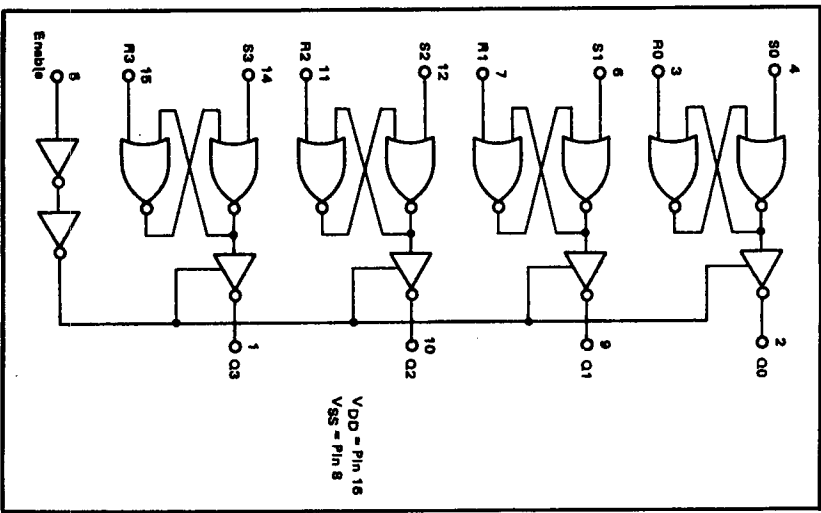 S0 4
2 Q0
R0 3
S1 6
9 Q1
R1 7
S2 12
10 Q2
VDD = Pin 16
VSS = Pin 8
R2 11
S3 14
1 Q3
R3 15
Enable 5